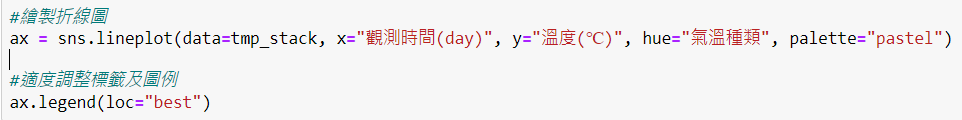 #繪製折線圖
ax = sns.lineplot(data=tmp_stack, x="觀測時間(day)", y="溫度(℃)", hue="氣溫種類", palette="pastel")
#適度調整標籤及圖例
ax.legend(loc="best")